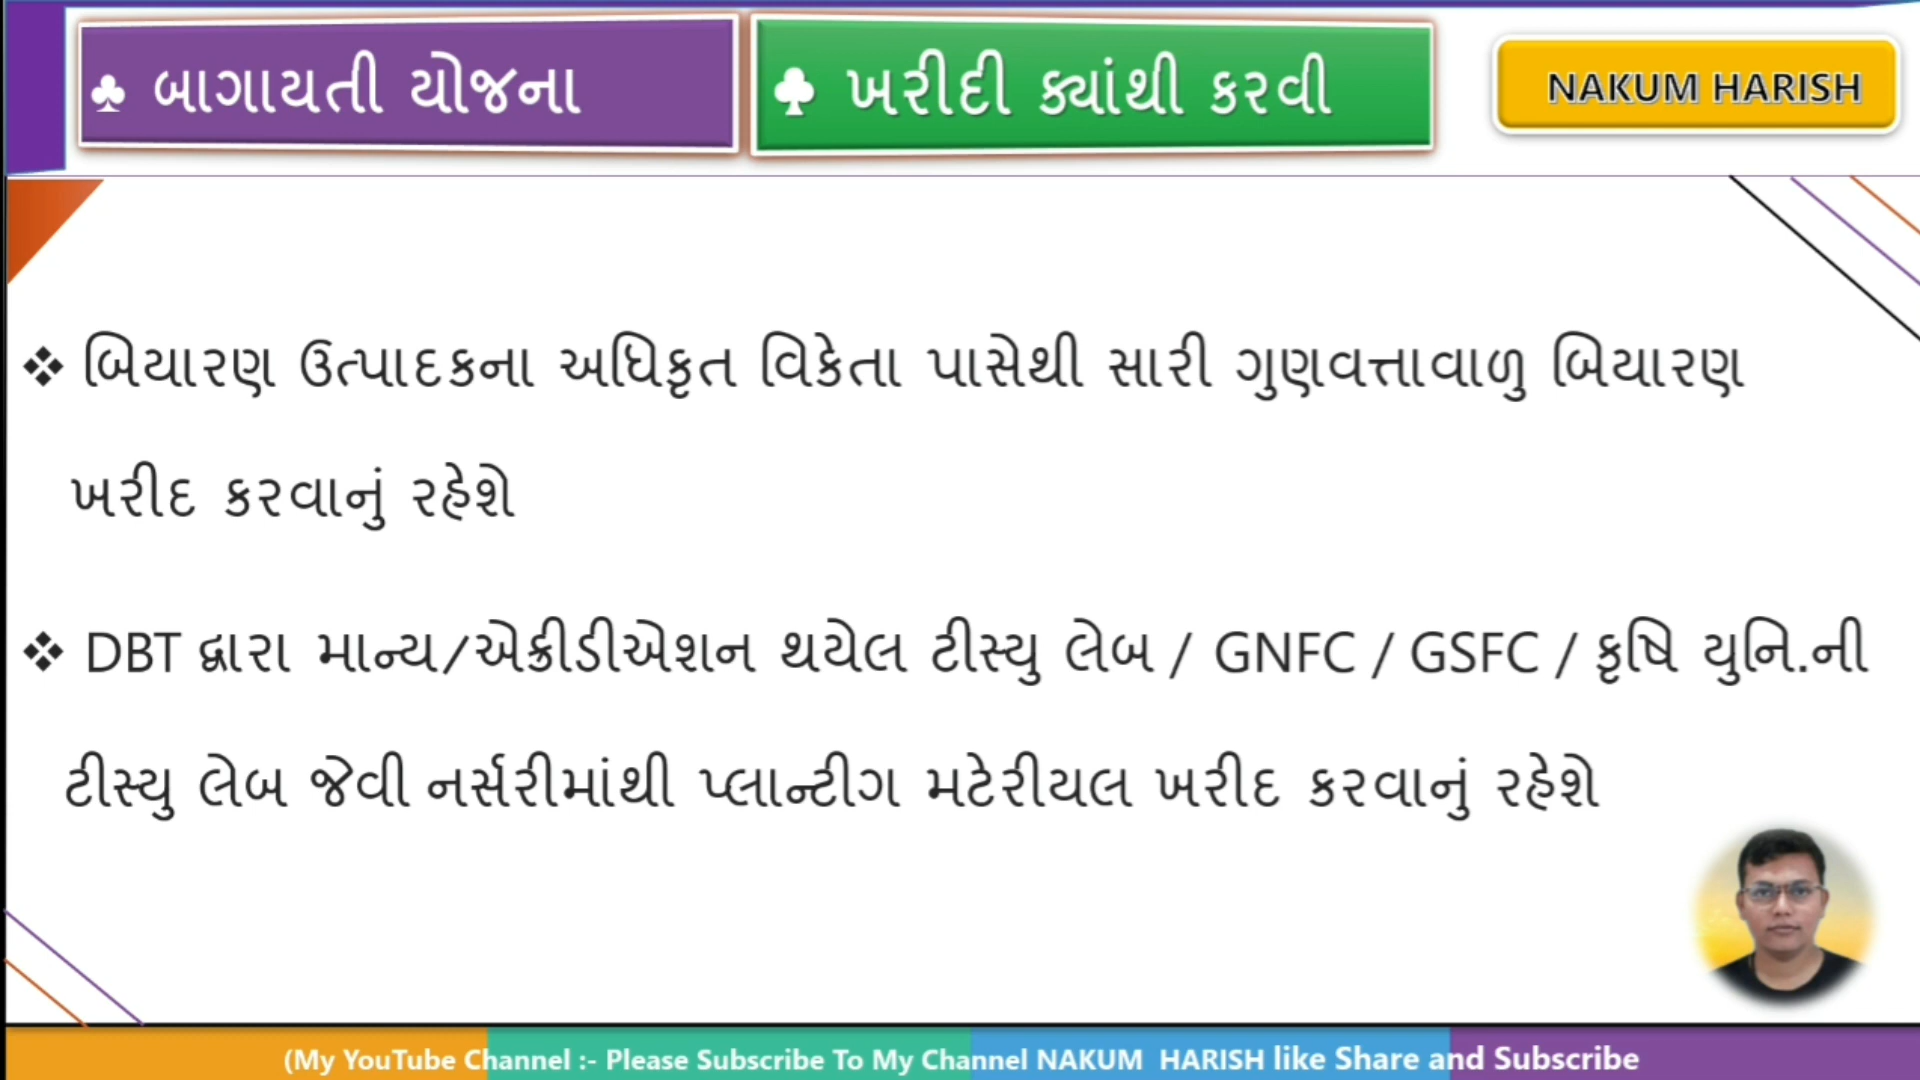 ♣ બાગાયતી યોજના
♣ ખરીદી ક્યાંથી કરવી
NAKUM HARISH
❖ બિયારણ ઉત્પાદકના અધિકૃત વિક્રેતા પાસેથી સારી ગુણવત્તાવાળુ બિયારણ
ખરીદ કરવાનું રહેશે
❖ DBT દ્વારા માન્ય/એક્રીડીએશન થયેલ ટીસ્યુ લેબ / GNFC / GSFC / કૃષિ યુનિ.ની
ટીસ્યુ લેબ જેવી નર્સરીમાંથી પ્લાન્ટીગ મટેરીયલ ખરીદ કરવાનું રહેશે
(My YouTube Channel :- Please Subscribe To My Channel NAKUM HARISH like Share and Subscribe